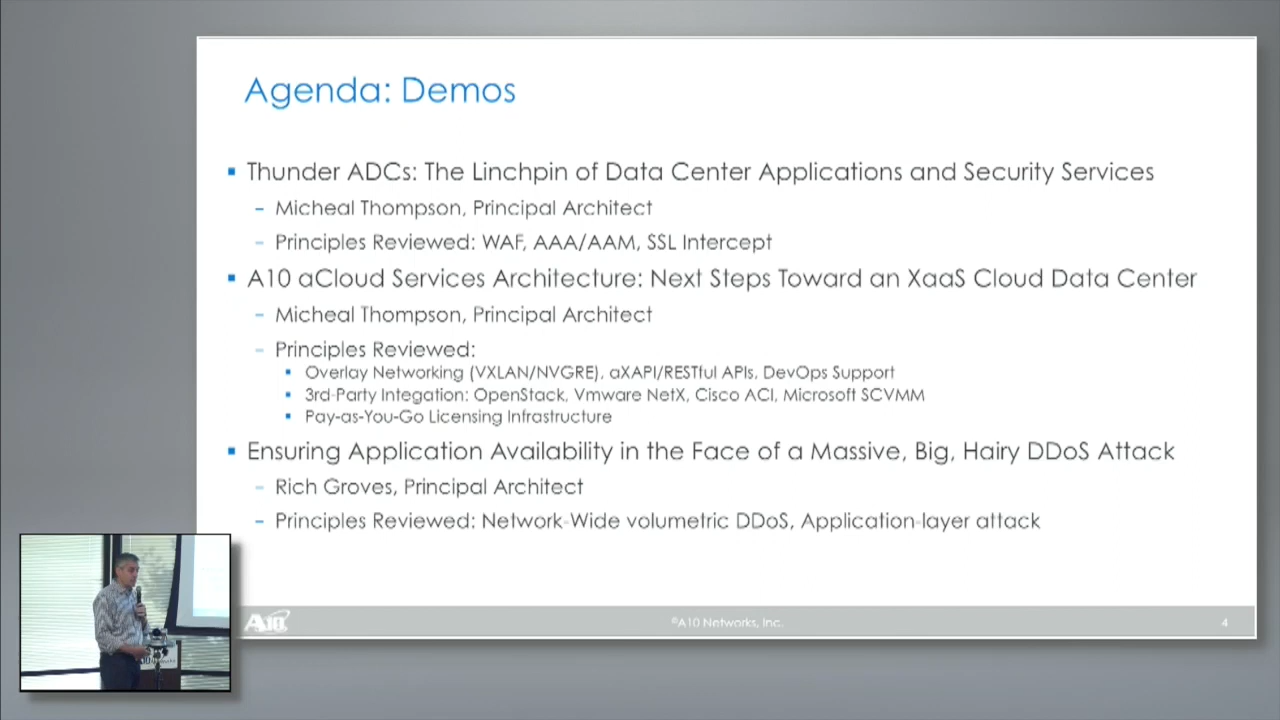 Agenda: Demos
Thunder ADCs: The Linchpin of Data Center Applications and Security Services
Micheal Thompson, Principal Architect
Principles Reviewed: WAF, AAA/AAM, SSL Intercept
A10 aCloud Services Architecture: Next Steps Toward an XaaS Cloud Data Center
Micheal Thompson, Principal Architect
Principles Reviewed:
Overlay Networking (VXLAN/NVGRE), aXAPI/RESTful APIs, DevOps Support
3rd-Party Integation: OpenStack, Vmware NetX, Cisco ACI, Microsoft SCVMM
Pay-as-You-Go Licensing Infrastructure
Ensuring Application Availability in the Face of a Massive, Big, Hairy DDoS Attack
Rich Groves, Principal Architect
Principles Reviewed: Network-Wide volumetric DDoS, Application-layer attack
A10
©A10 Networks, Inc.
4